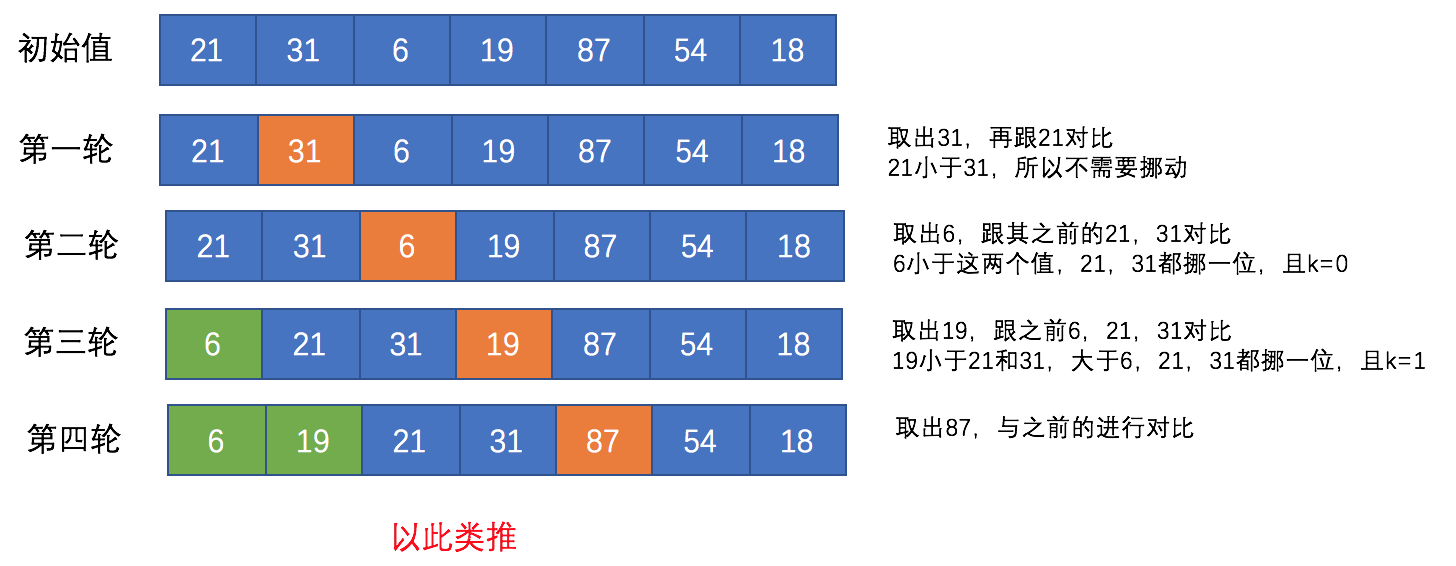 初始值 21 31 6 19 87 54 18
第一轮 21 31 6 19 87 54 18
取出31，再跟21对比
21小于31，所以不需要挪动
第二轮 21 31 6 19 87 54 18
取出6，跟其之前的21，31对比
6小于这两个值，21，31都挪一位，且k=0
第三轮 6 21 31 19 87 54 18
取出19，跟之前6，21，31对比
19小于21和31，大于6，21，31都挪一位，且k=1
第四轮 6 19 21 31 87 54 18
取出87，与之前的进行对比
以此类推